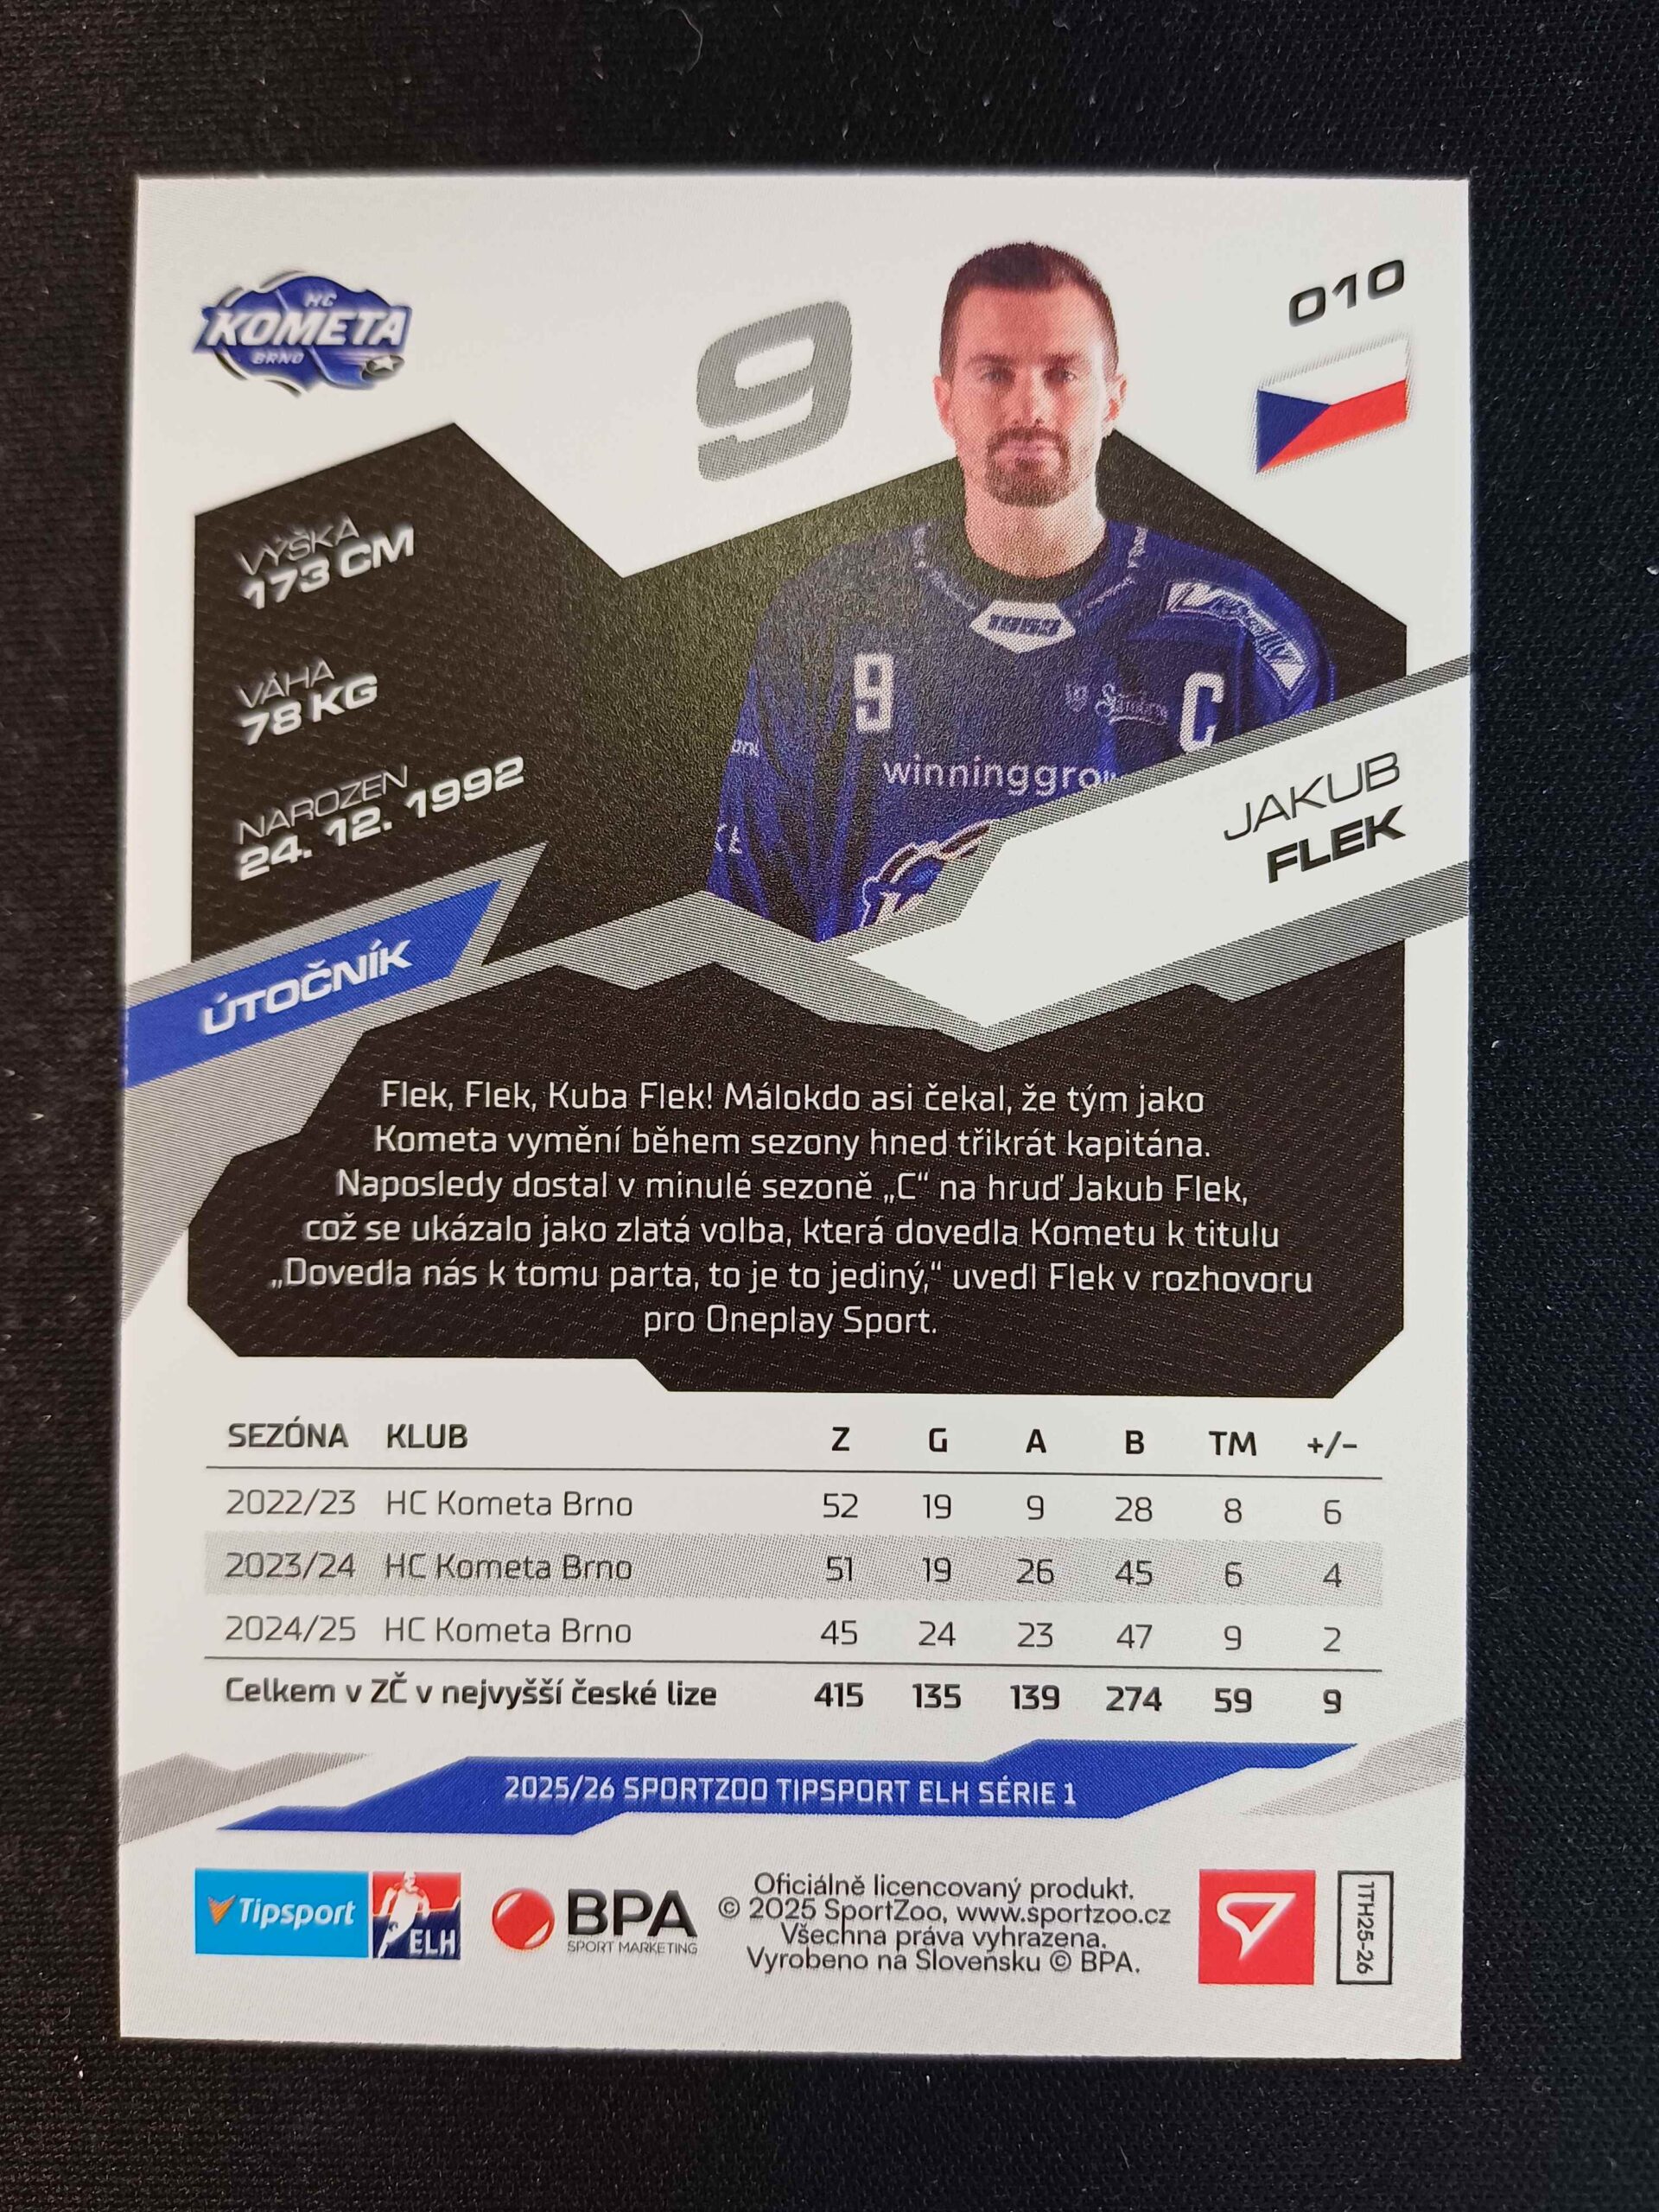 HC
KOMETA
BRNO
9
010
VÝŠKA
173 CM
VÁHA
78 KG
NAROZEN
24. 12. 1992
1953
9
C
winninggrou
JAKUB
FLEK
ÚTOČNÍK
Flek, Flek, Kuba Flek! Málokdo asi čekal, že tým jako
Kometa vymění během sezony hned třikrát kapitána.
Naposledy dostal v minulé sezoně „C“ na hruď Jakub Flek,
což se ukázalo jako zlatá volba, která dovedla Kometu k titulu
„Dovedla nás k tomu parta, to je to jediný,“ uvedl Flek v rozhovoru
pro Oneplay Sport.
SEZÓNA KLUB Z G A B TM +/-
2022/23 HC Kometa Brno 52 19 9 28 8 6
2023/24 HC Kometa Brno 51 19 26 45 6 4
2024/25 HC Kometa Brno 45 24 23 47 9 2
Celkem v ZČ v nejvyšší české lize 415 135 139 274 59 9
2025/26 SPORTZOO TIPSPORT ELH SÉRIE 1
Tipsport
ELH
BPA
SPORT MARKETING
Oficiálně licencovaný produkt.
© 2025 SportZoo, www.sportzoo.cz
Všechna práva vyhrazena.
Vyrobeno na Slovensku © BPA.
1TH25-26